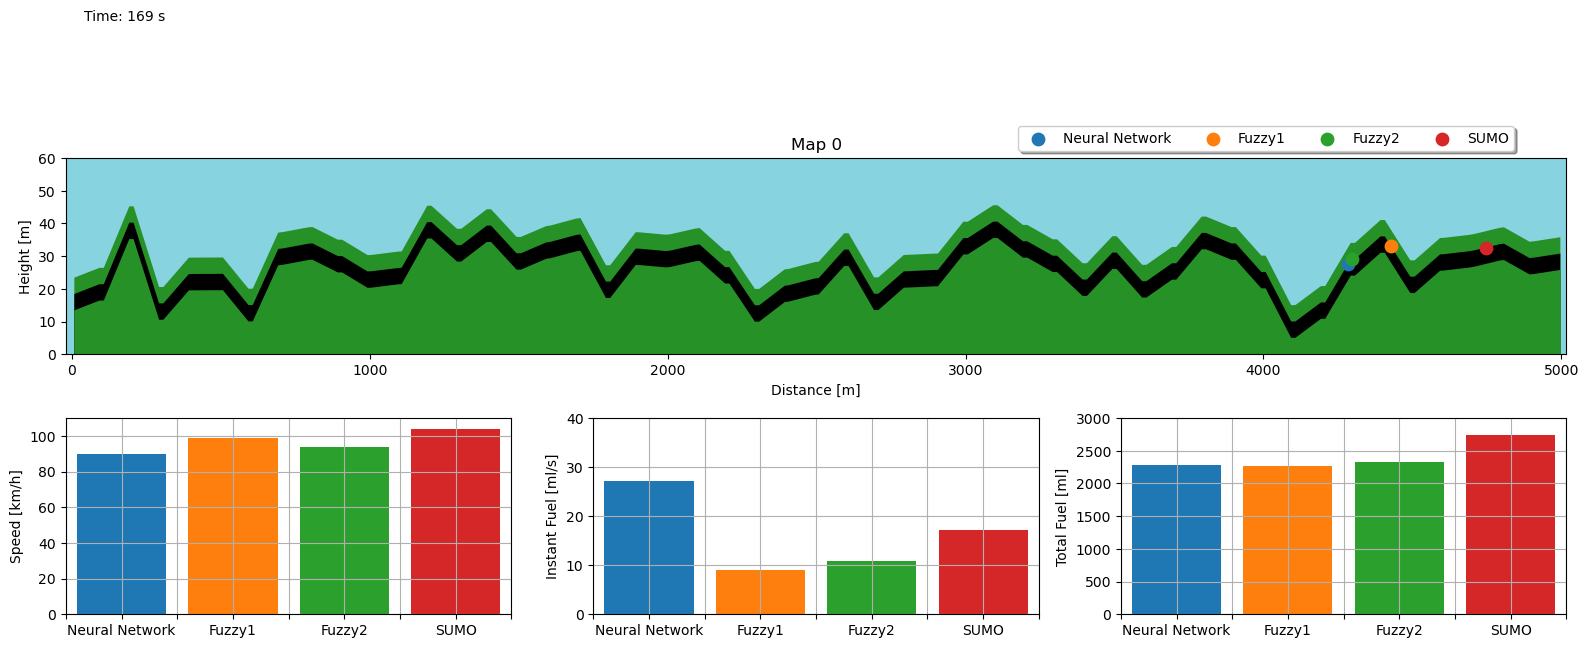 Time: 169 s
Neural Network Fuzzy1 Fuzzy2 SUMO
Map 0
60
50
40
30
20
10
0
Height [m]
0 1000 2000 3000 4000 5000
Distance [m]
100
80
60
40
20
0
Speed [km/h]
Neural Network Fuzzy1 Fuzzy2 SUMO
40
30
20
10
0
Instant Fuel [ml/s]
Neural Network Fuzzy1 Fuzzy2 SUMO
3000
2500
2000
1500
1000
500
0
Total Fuel [ml]
Neural Network Fuzzy1 Fuzzy2 SUMO